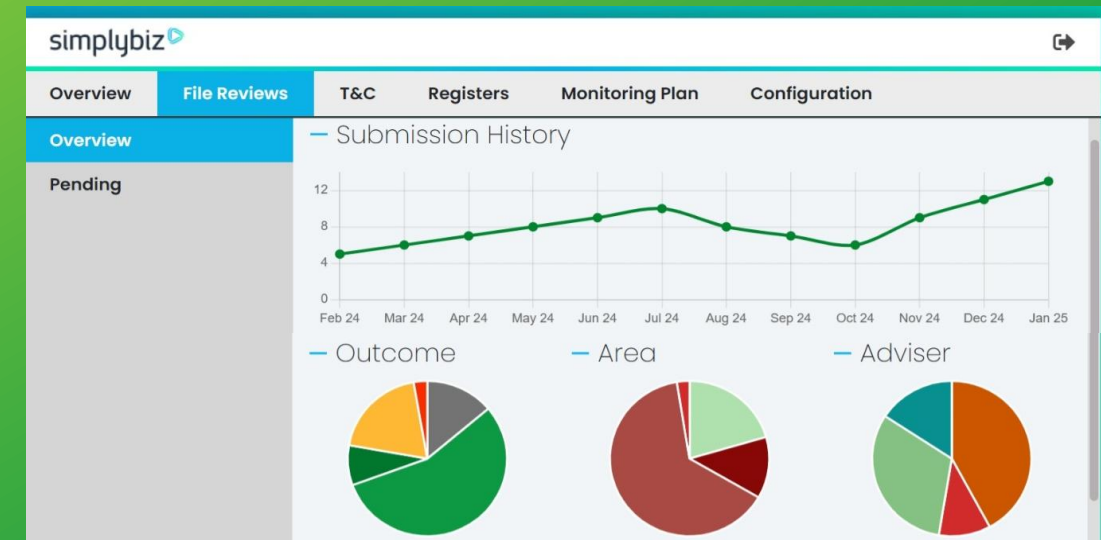 simplybiz
Overview File Reviews T&C Registers Monitoring Plan Configuration
Overview
Pending
Submission History
12
8
4
0
Feb 24 Mar 24 Apr 24 May 24 Jun 24 Jul 24 Aug 24 Sep 24 Oct 24 Nov 24 Dec 24 Jan 25
Outcome Area Adviser